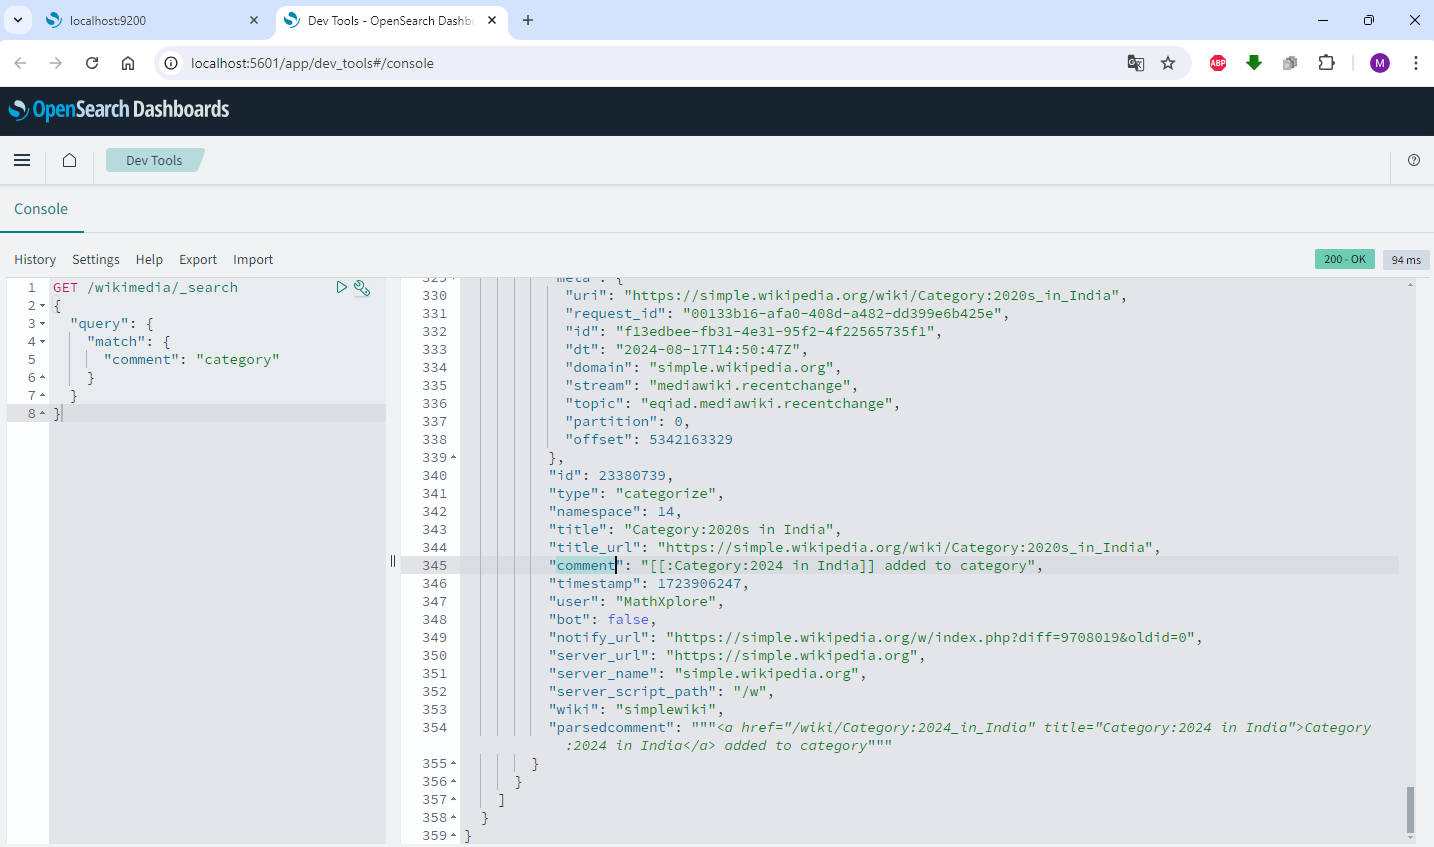 localhost:9200
Dev Tools - OpenSearch Dashb
localhost:5601/app/dev_tools#/console
ABP
M
OpenSearch Dashboards
Dev Tools
Console
History Settings Help Export Import
200 - OK
94 ms
1 GET /wikimedia/_search
2 {
3 "query": {
4 "match": {
5 "comment": "category"
6 }
7 }
8 }
329 "meta": {
330 "uri": "https://simple.wikipedia.org/wiki/Category:2020s_in_India",
331 "request_id": "00133b16-afa0-408d-a482-dd399e6b425e",
332 "id": "f13edbee-fb31-4e31-95f2-4f22565735f1",
333 "dt": "2024-08-17T14:50:47Z",
334 "domain": "simple.wikipedia.org",
335 "stream": "mediawiki.recentchange",
336 "topic": "eqiad.mediawiki.recentchange",
337 "partition": 0,
338 "offset": 5342163329
339 },
340 "id": 23380739,
341 "type": "categorize",
342 "namespace": 14,
343 "title": "Category:2020s in India",
344 "title_url": "https://simple.wikipedia.org/wiki/Category:2020s_in_India",
345 "comment": "[[:Category:2024 in India]] added to category",
346 "timestamp": 1723906247,
347 "user": "MathXplore",
348 "bot": false,
349 "notify_url": "https://simple.wikipedia.org/w/index.php?diff=9708019&oldid=0",
350 "server_url": "https://simple.wikipedia.org",
351 "server_name": "simple.wikipedia.org",
352 "server_script_path": "/w",
353 "wiki": "simplewiki",
354 "parsedcomment": """<a href="/wiki/Category:2024_in_India" title="Category:2024 in India">Category
:2024 in India</a> added to category"""
355 }
356 }
357 ]
358 }
359 }